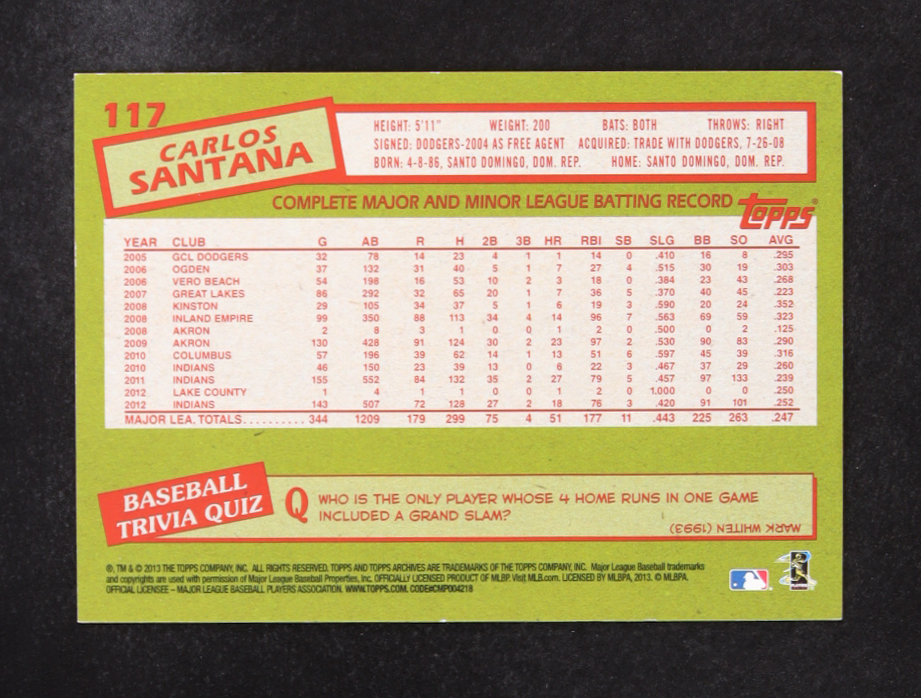 117
CARLOS
SANTANA
HEIGHT: 5'11" WEIGHT: 200 BATS: BOTH THROWS: RIGHT
SIGNED: DODGERS-2004 AS FREE AGENT ACQUIRED: TRADE WITH DODGERS, 7-26-08
BORN: 4-8-86, SANTO DOMINGO, DOM. REP. HOME: SANTO DOMINGO, DOM. REP.
COMPLETE MAJOR AND MINOR LEAGUE BATTING RECORD
topps®
YEAR CLUB G AB R H 2B 3B HR RBI SB SLG BB SO AVG
2005 GCL DODGERS 32 78 14 23 4 1 1 14 0 .410 16 8 .295
2006 OGDEN 37 132 31 40 5 1 7 27 4 .515 30 19 .303
2006 VERO BEACH 54 198 16 53 10 2 3 18 0 .384 23 43 .268
2007 GREAT LAKES 86 292 32 65 20 1 7 36 5 .370 40 45 .223
2008 KINSTON 29 105 34 37 5 1 6 19 3 .590 20 24 .352
2008 INLAND EMPIRE 99 350 88 113 34 4 14 96 7 .563 69 59 .323
2008 AKRON 2 8 3 1 0 0 1 2 0 .500 0 2 .125
2009 AKRON 130 428 91 124 30 2 23 97 2 .530 90 83 .290
2010 COLUMBUS 57 196 39 62 14 1 13 51 6 .597 45 39 .316
2010 INDIANS 46 150 23 39 13 0 6 22 3 .467 37 29 .260
2011 INDIANS 155 552 84 132 35 2 27 79 5 .457 97 133 .239
2012 LAKE COUNTY 1 4 1 1 0 0 1 2 0 1.000 0 0 .250
2012 INDIANS 143 507 72 128 27 2 18 76 3 .420 91 101 .252
MAJOR LEA. TOTALS.......... 344 1209 179 299 75 4 51 177 11 .443 225 263 .247
BASEBALL
TRIVIA QUIZ
Q WHO IS THE ONLY PLAYER WHOSE 4 HOME RUNS IN ONE GAME
INCLUDED A GRAND SLAM?
MARK WHITEN (1993)
®, TM & © 2013 THE TOPPS COMPANY, INC. ALL RIGHTS RESERVED. TOPPS AND TOPPS ARCHIVES ARE TRADEMARKS OF THE TOPPS COMPANY, INC. Major League Baseball trademarks
and copyrights are used with permission of Major League Baseball Properties, Inc. OFFICIALLY LICENSED PRODUCT OF MLBP. Visit MLB.com. LICENSED BY MLBPA, 2013. © MLBPA,
OFFICIAL LICENSEE – MAJOR LEAGUE BASEBALL PLAYERS ASSOCIATION. WWW.TOPPS.COM. CODE#CMP004218